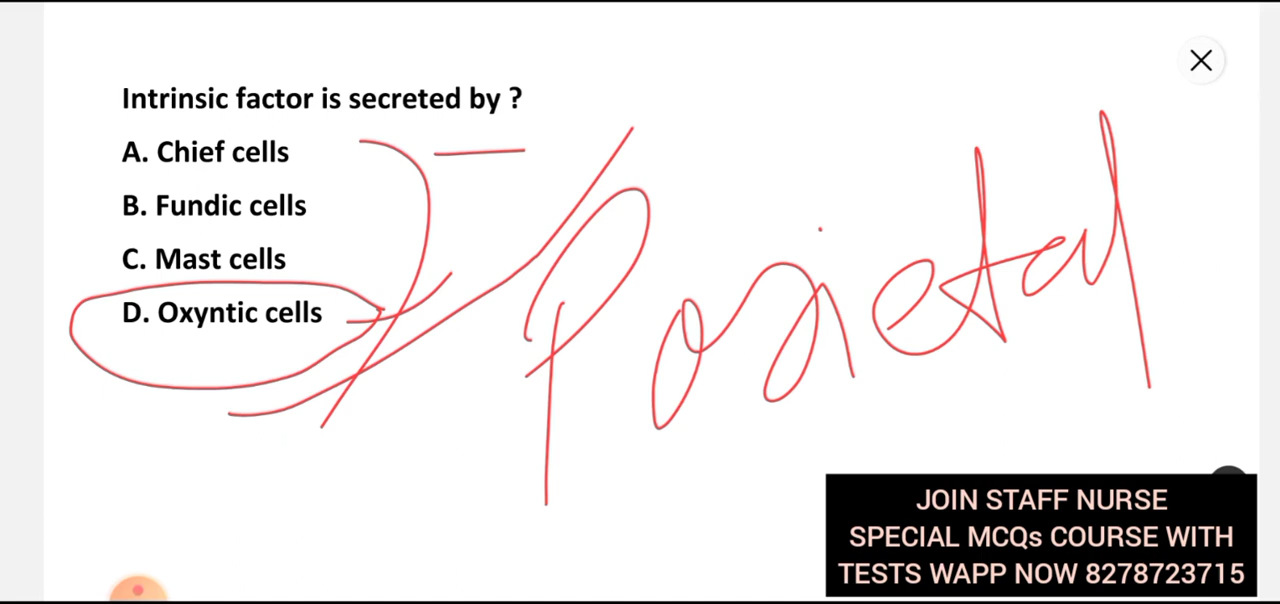 Intrinsic factor is secreted by ?
A. Chief cells
B. Fundic cells
C. Mast cells
D. Oxyntic cells
Parietal
JOIN STAFF NURSE
SPECIAL MCQs COURSE WITH
TESTS WAPP NOW 8278723715